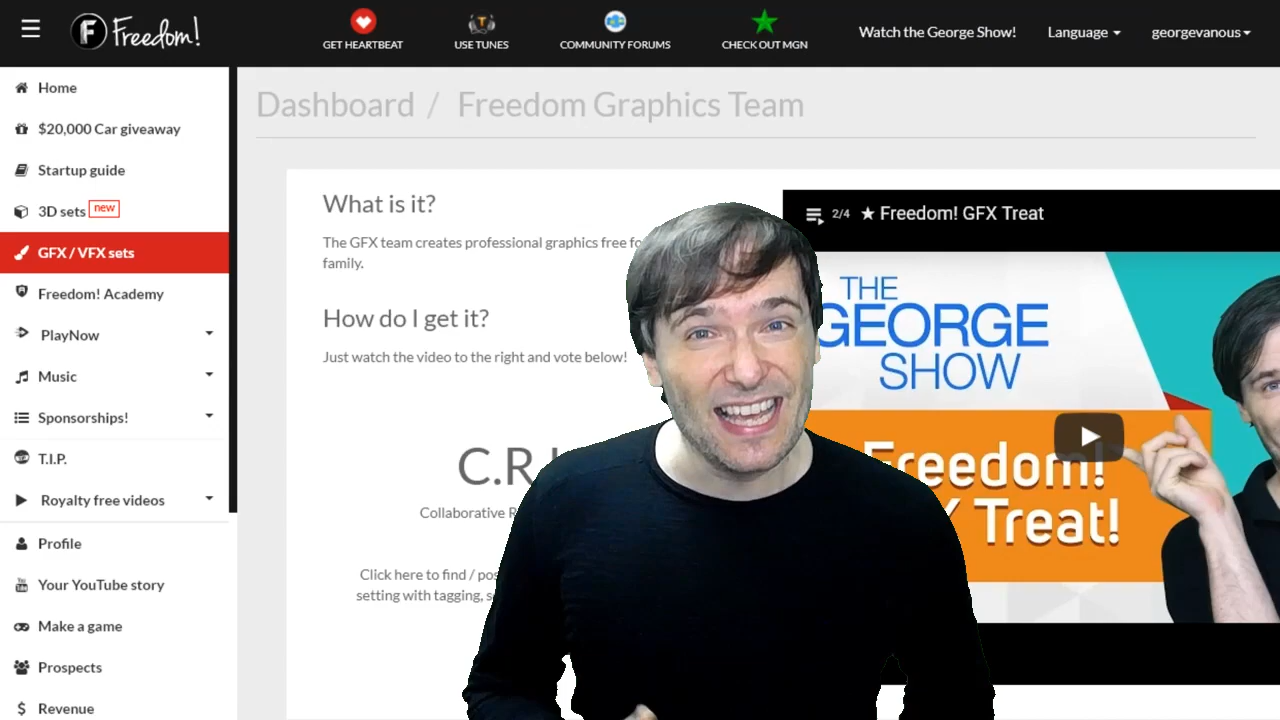 Freedom!
GET HEARTBEAT
USE TUNES
COMMUNITY FORUMS
CHECK OUT MGN
Watch the George Show!
Language
georgevanous
Home
$20,000 Car giveaway
Startup guide
3D sets new
GFX / VFX sets
Freedom! Academy
PlayNow
Music
Sponsorships!
T.I.P.
Royalty free videos
Profile
Your YouTube story
Make a game
Prospects
$ Revenue
Dashboard / Freedom Graphics Team
What is it?
The GFX team creates professional graphics free
family.
How do I get it?
Just watch the video to the right and vote below!
C.R.
Collaborative
Click here to find /
setting with tagging,
2/4 ★ Freedom! GFX Treat
THE
GEORGE
SHOW
Freedom!
Treat!